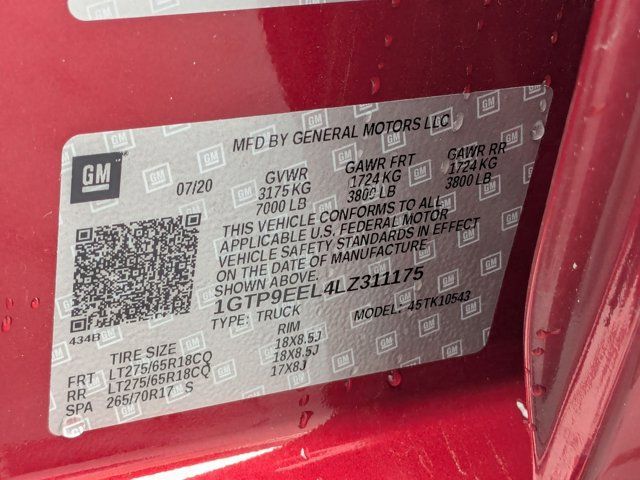 MFD BY GENERAL MOTORS LLC
GM
07/20
GVWR
3175 KG
7000 LB
GAWR FRT
1724 KG
3800 LB
GAWR RR
1724 KG
3800 LB
THIS VEHICLE CONFORMS TO ALL
APPLICABLE U.S. FEDERAL MOTOR
VEHICLE SAFETY STANDARDS IN EFFECT
ON THE DATE OF MANUFACTURE
SHOWN ABOVE.
1GTP9EEL4LZ311175
TYPE: TRUCK
MODEL: 45TK10543
434B
TIRE SIZE
RIM
FRT LT275/65R18CQ 18X8.5J
RR LT275/65R18CQ 18X8.5J
SPA 265/70R17 S 17X8J